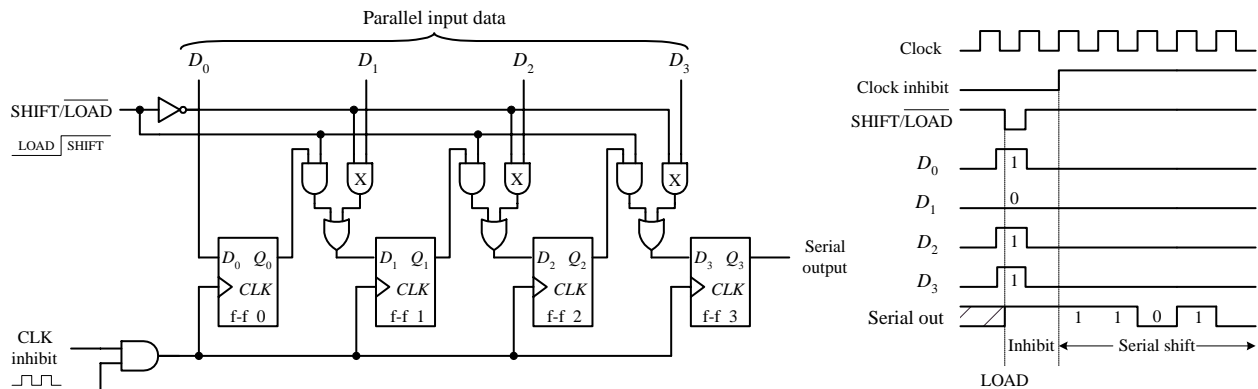 Parallel input data
D0 D1 D2 D3
SHIFT/LOAD
LOAD SHIFT
X X X
D0 Q0 D1 Q1 D2 Q2 D3 Q3
CLK CLK CLK CLK
f-f 0 f-f 1 f-f 2 f-f 3
Serial
output
CLK
inhibit
Clock
Clock inhibit
SHIFT/LOAD
D0 1
D1 0
D2 1
D3 1
Serial out 1 1 0 1
Inhibit Serial shift
LOAD